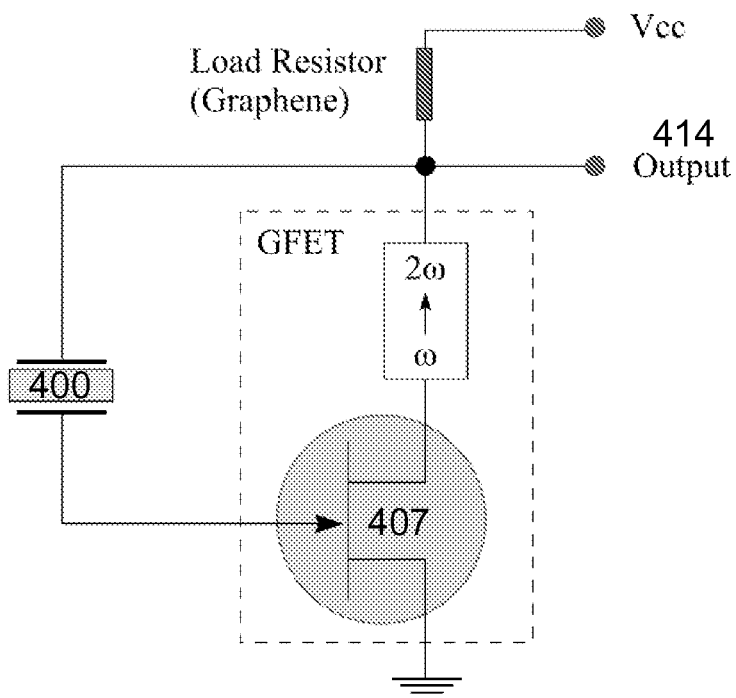 Vcc
Load Resistor
(Graphene)
414
Output
GFET
2ω
ω
400
407